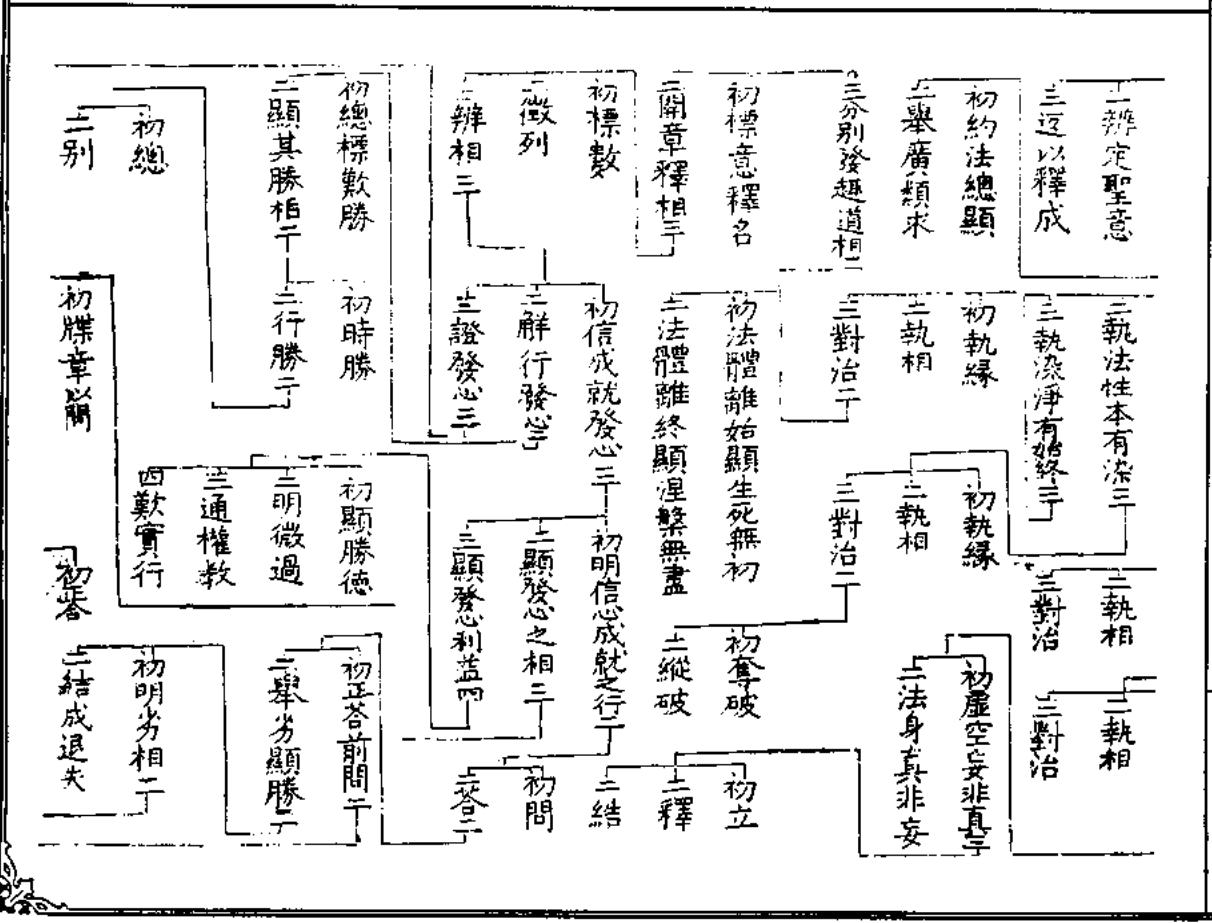 二辨定聖意
三逆以釋成
初約法總顯
二舉廣類求
三分別發趣道相二
初標意釋名
二開章釋相三
初標數
二徵列
三辨相三
初總標歎勝
二顯其勝相二
初總
二別
二執法性本有染三
三執染淨有始終三
初執緣
二執相
三對治二
初法體離始顯生死無初
二法體離終顯涅槃無盡
初信成就發心三
二解行發心二
三證發心三
初時勝
二行勝二
初牒章以問
初執緣
二執相
三對治二
初顯勝德
二明微過
三通權教
四歎實行
二執相
三對治
初奪破
二縱破
初明信心成就之行二
二顯發心之相三
三顯發心利益四
初答
二執相
三對治
初虛空妄非真三
二法身真非妄
初立
二釋
三結
初問
二答二
初正答前問二
二舉劣顯勝二
初明劣相二
二結成退失